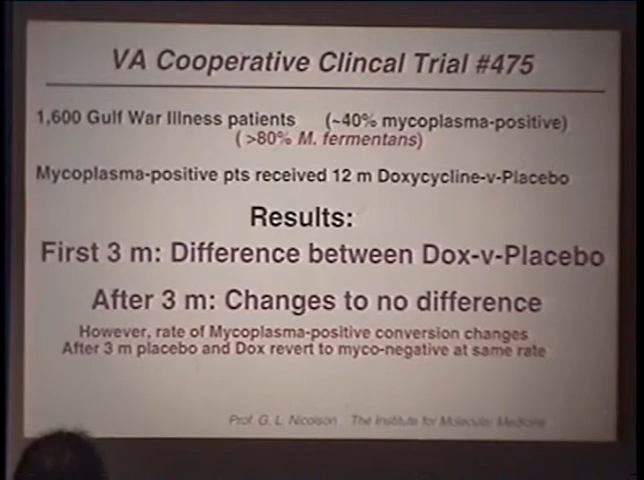 VA Cooperative Clincal Trial #475
1,600 Gulf War Illness patients (~40% mycoplasma-positive)
( >80% M. fermentans)
Mycoplasma-positive pts received 12 m Doxycycline-v-Placebo
Results:
First 3 m: Difference between Dox-v-Placebo
After 3 m: Changes to no difference
However, rate of Mycoplasma-positive conversion changes
After 3 m placebo and Dox revert to myco-negative at same rate
Prof. G. L. Nicolson The Institute for Molecular Medicine